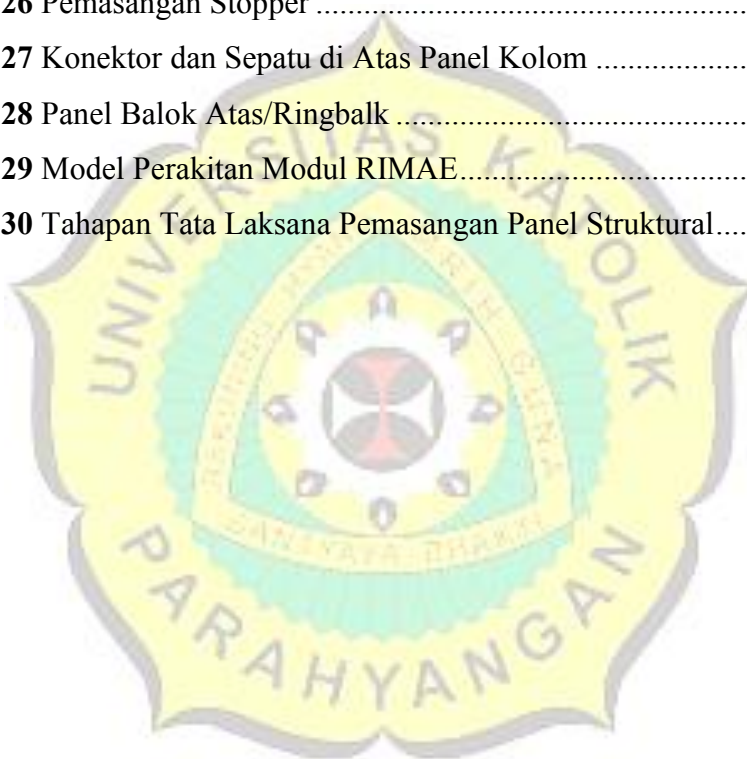 26 Pemasangan Stopper ......................................................
27 Konektor dan Sepatu di Atas Panel Kolom ...................
28 Panel Balok Atas/Ringbalk ............................................
29 Model Perakitan Modul RIMAE....................................
30 Tahapan Tata Laksana Pemasangan Panel Struktural....
UNIVERSITAS KATOLIK
PARAHYANGAN